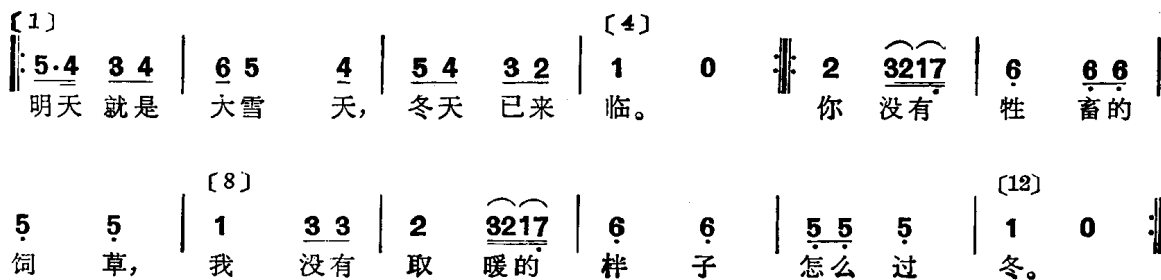 〔1〕 〔4〕
5·4 3 4 | 6 5 4 | 5 4 3 2 | 1 0 :‖: 2 3217 | 6 6 6 |
明天 就是 大雪 天, 冬天 已来 临。 你 没有 牲 畜的
〔8〕 〔12〕
5 5 | 1 3 3 | 2 3217 | 6 6 | 5 5 5 | 1 0 :‖
饲 草, 我 没有 取 暖的 柈 子 怎么 过 冬。